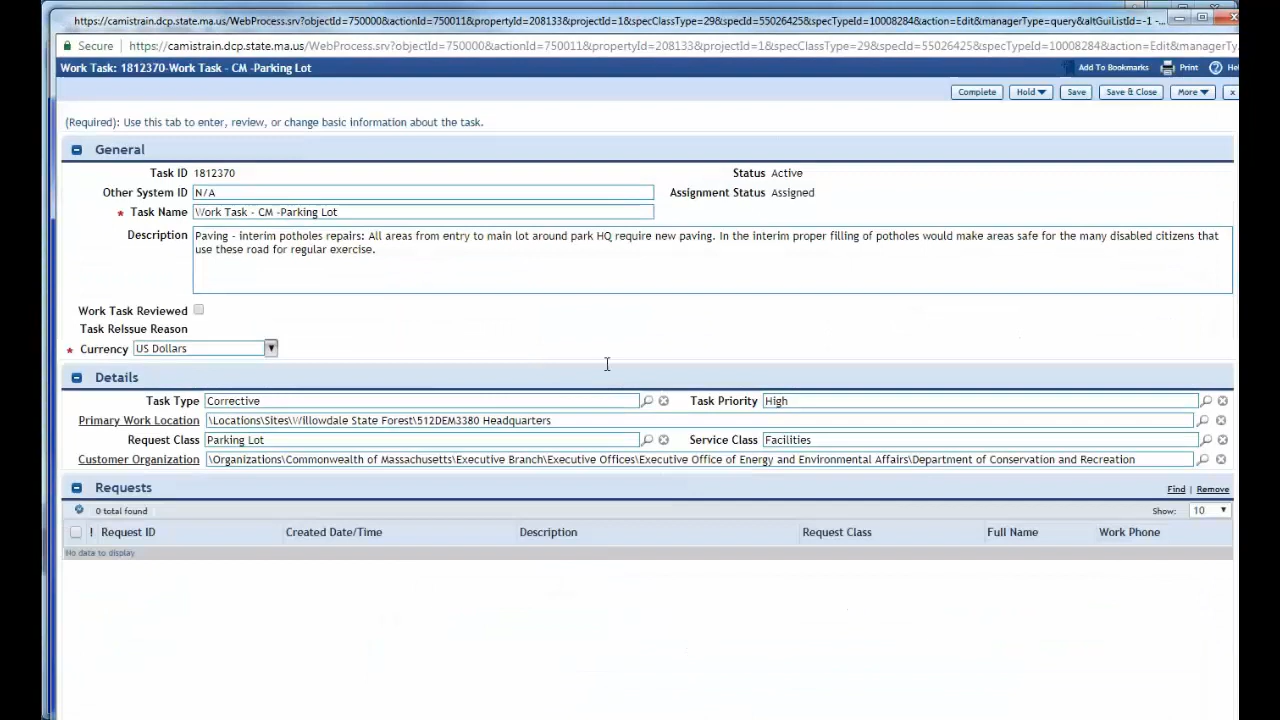 https://camistrain.dcp.state.ma.us/WebProcess.srv?objectId=750000&actionId=750011&propertyId=208133&projectId=1&specClassType=29&specId=55026425&specTypeId=10008284&action=Edit&managerType=query&altGuiListId=-1 -...
Secure https://camistrain.dcp.state.ma.us/WebProcess.srv?objectId=750000&actionId=750011&propertyId=208133&projectId=1&specClassType=29&specId=55026425&specTypeId=10008284&action=Edit&managerTy...
Work Task: 1812370-Work Task - CM -Parking Lot Add To Bookmarks Print Hel
Complete Hold Save Save & Close More x
(Required): Use this tab to enter, review, or change basic information about the task.
General
Task ID 1812370 Status Active
Other System ID N/A Assignment Status Assigned
* Task Name Work Task - CM -Parking Lot
Description Paving - interim potholes repairs: All areas from entry to main lot around park HQ require new paving. In the interim proper filling of potholes would make areas safe for the many disabled citizens that
use these road for regular exercise.
Work Task Reviewed
Task ReIssue Reason
* Currency US Dollars
Details
Task Type Corrective Task Priority High
Primary Work Location \Locations\Sites\Willowdale State Forest\512DEM3380 Headquarters
Request Class Parking Lot Service Class Facilities
Customer Organization \Organizations\Commonwealth of Massachusetts\Executive Branch\Executive Offices\Executive Office of Energy and Environmental Affairs\Department of Conservation and Recreation
Requests Find | Remove
0 total found Show: 10
! Request ID Created Date/Time Description Request Class Full Name Work Phone
No data to display